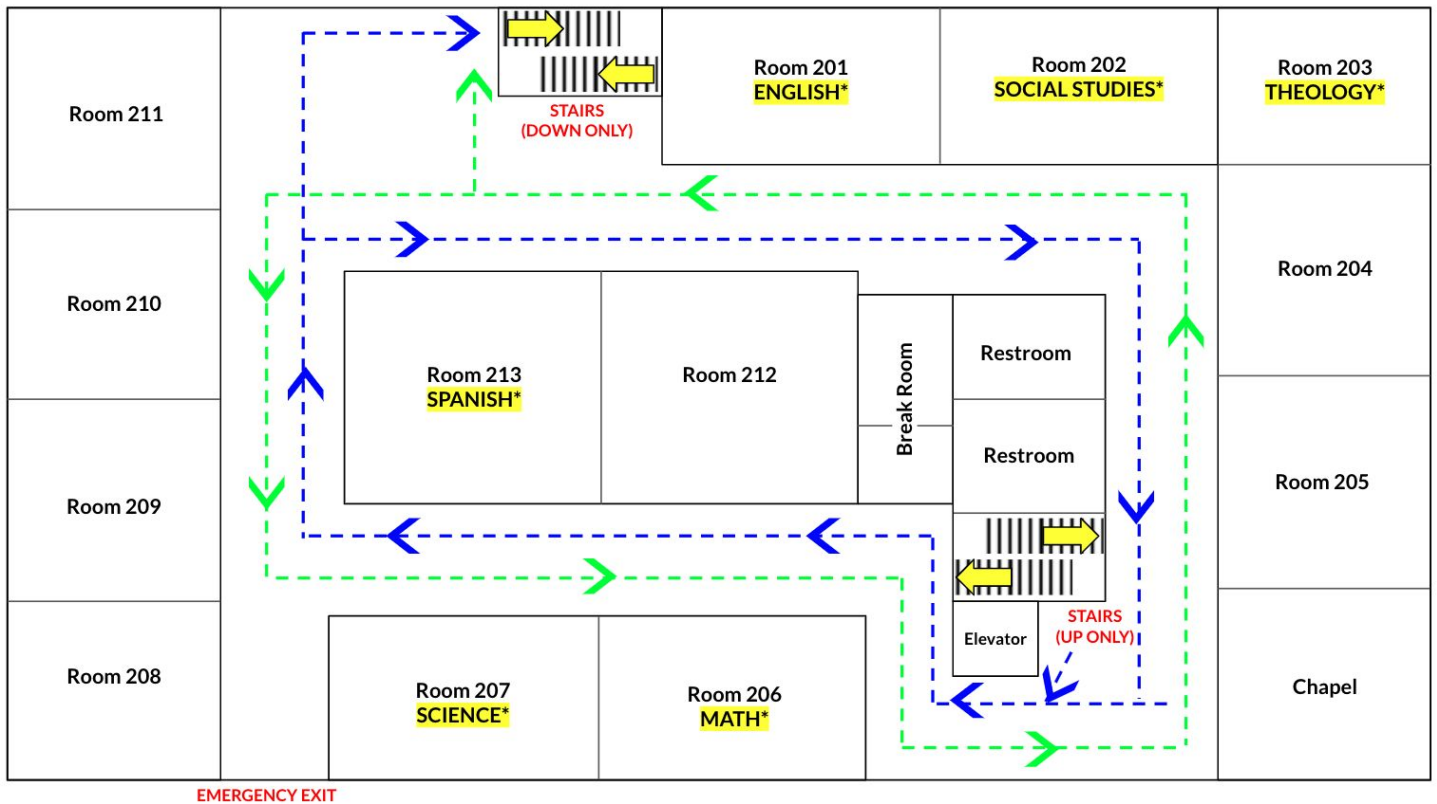 Room 211
STAIRS
(DOWN ONLY)
Room 201
ENGLISH*
Room 202
SOCIAL STUDIES*
Room 203
THEOLOGY*
Room 210
Room 204
Room 213
SPANISH*
Room 212
Break Room
Restroom
Restroom
Room 209
Room 205
STAIRS
(UP ONLY)
Elevator
Room 208
Room 207
SCIENCE*
Room 206
MATH*
Chapel
EMERGENCY EXIT